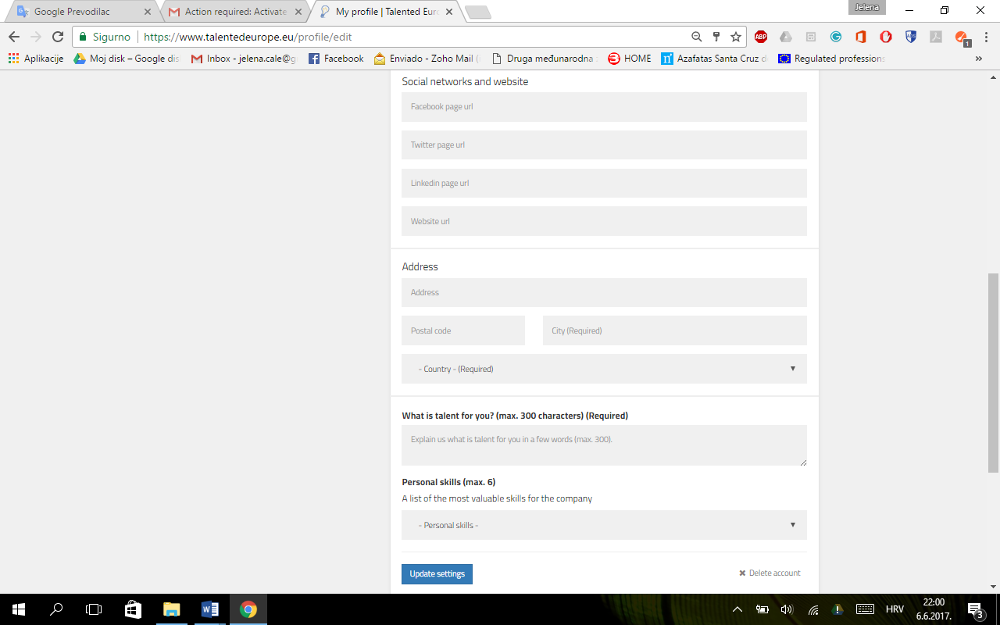 Google Prevodilac
Action required: Activate
My profile | Talented Euro
Jelena
Sigurno
https://www.talentedeurope.eu/profile/edit
ABP
1
Aplikacije
Moj disk – Google dis
Inbox - jelena.cale@g
Facebook
Enviado - Zoho Mail (
Druga međunarodna
HOME
Azafatas Santa Cruz d
Regulated professions
»
Social networks and website
Facebook page url
Twitter page url
Linkedin page url
Website url
Address
Address
Postal code
City (Required)
- Country - (Required)
What is talent for you? (max. 300 characters) (Required)
Explain us what is talent for you in a few words (max. 300).
Personal skills (max. 6)
A list of the most valuable skills for the company
- Personal skills -
Update settings
Delete account
HRV
22:00
6.6.2017.
3